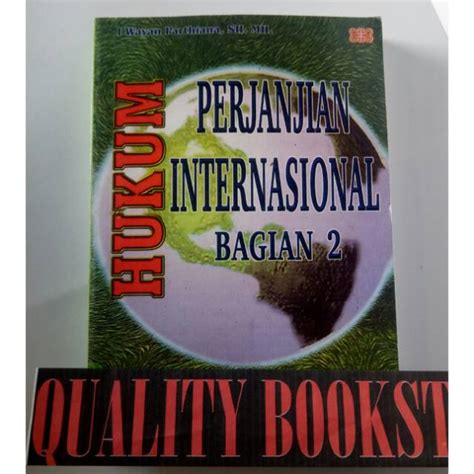 I Wayan Parthiana, SH. MH.
HUKUM
PERJANJIAN
INTERNASIONAL
BAGIAN 2
QUALITY BOOKST